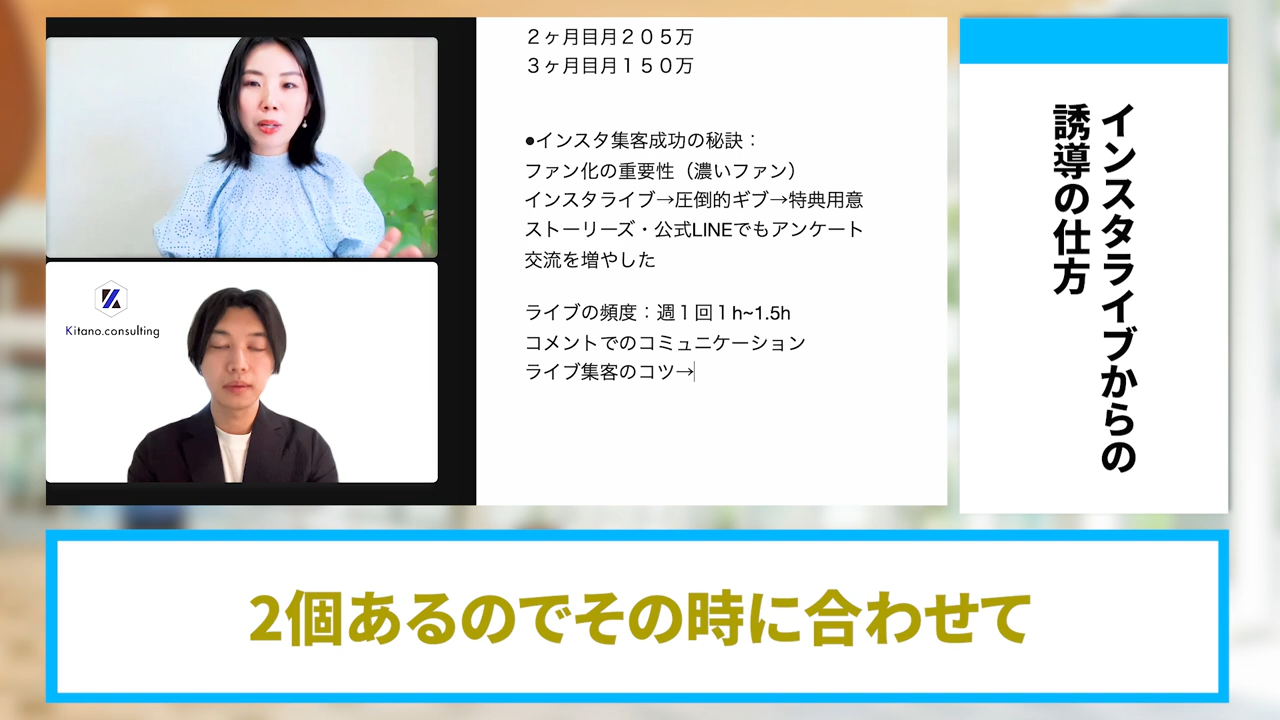 ２ヶ月目月２０５万
３ヶ月目月１５０万
●インスタ集客成功の秘訣：
ファン化の重要性（濃いファン）
インスタライブ→圧倒的ギブ→特典用意
ストーリーズ・公式LINEでもアンケート
交流を増やした
ライブの頻度：週１回１h~1.5h
コメントでのコミュニケーション
ライブ集客のコツ→
Kitano.consulting
インスタライブからの
誘導の仕方
2個あるのでその時に合わせて